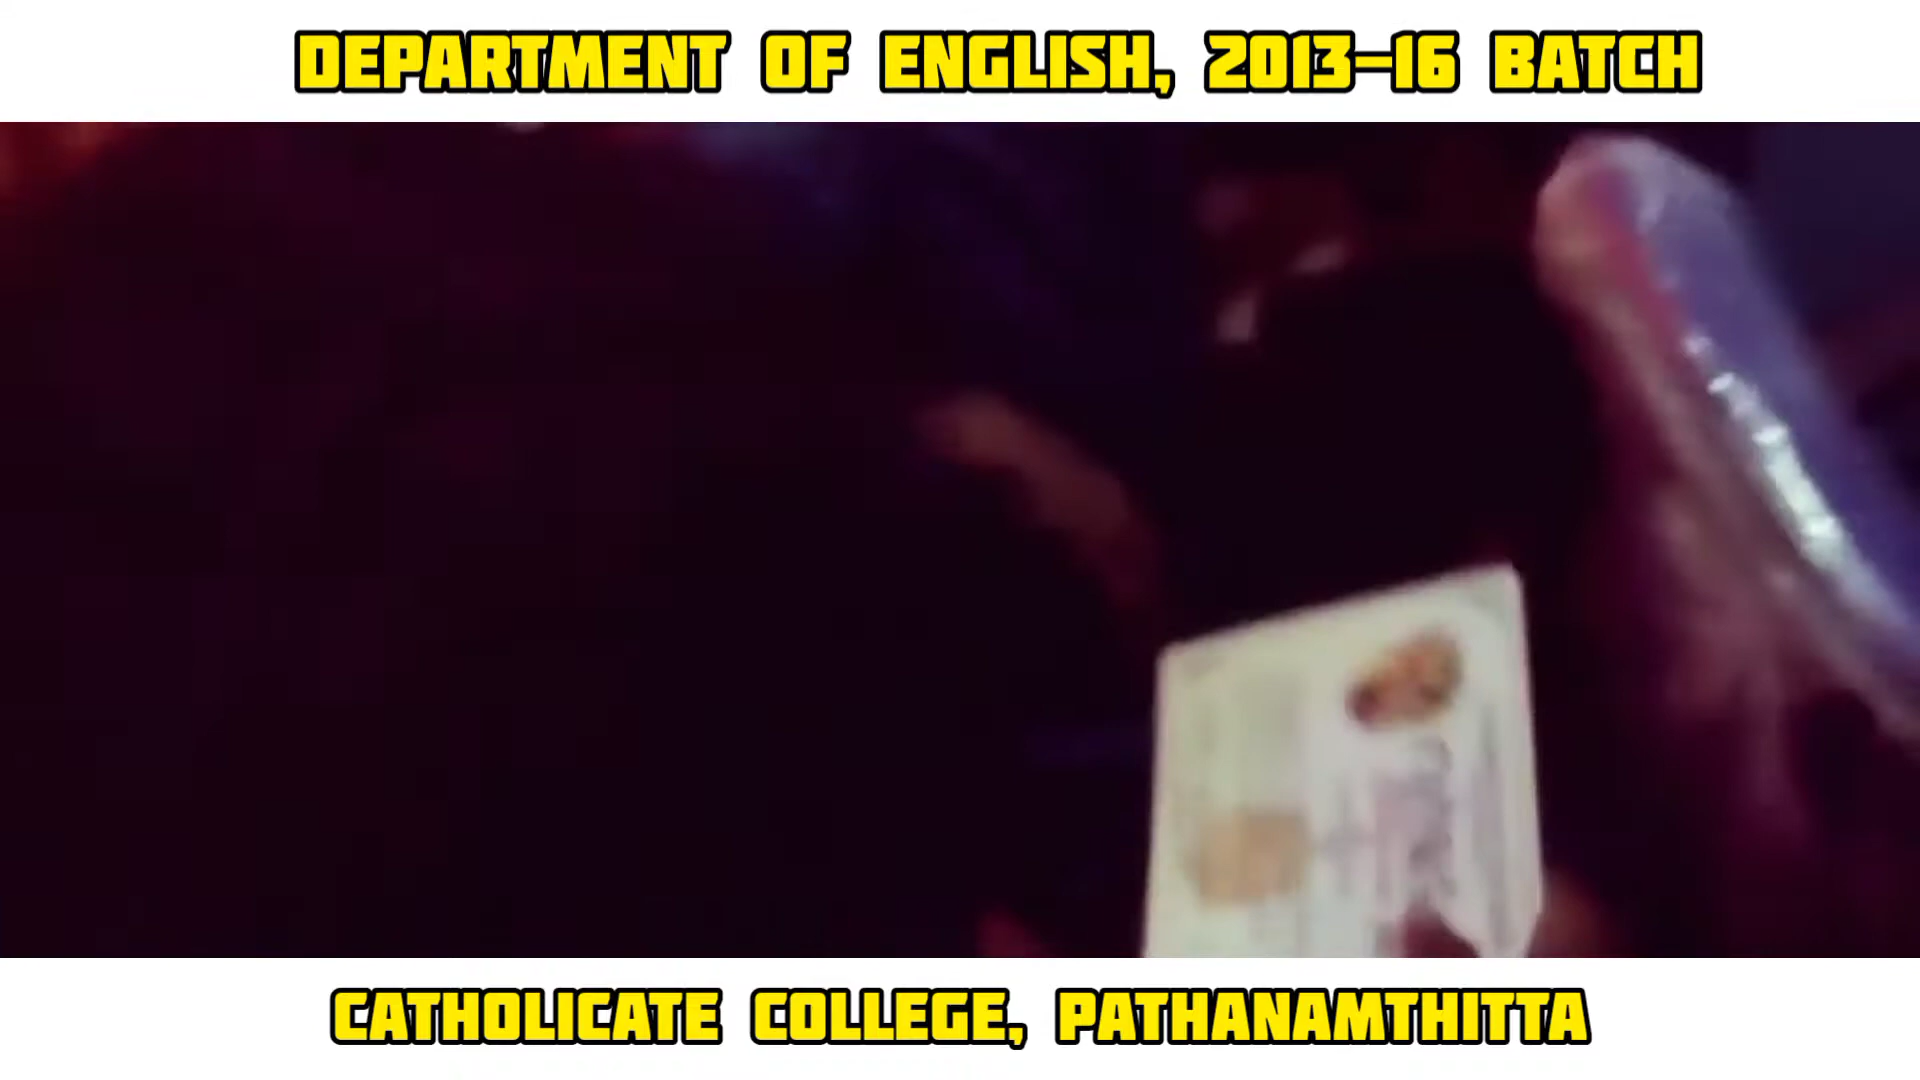 DEPARTMENT OF ENGLISH, 2013-16 BATCH
CATHOLICATE COLLEGE, PATHANAMTHITTA